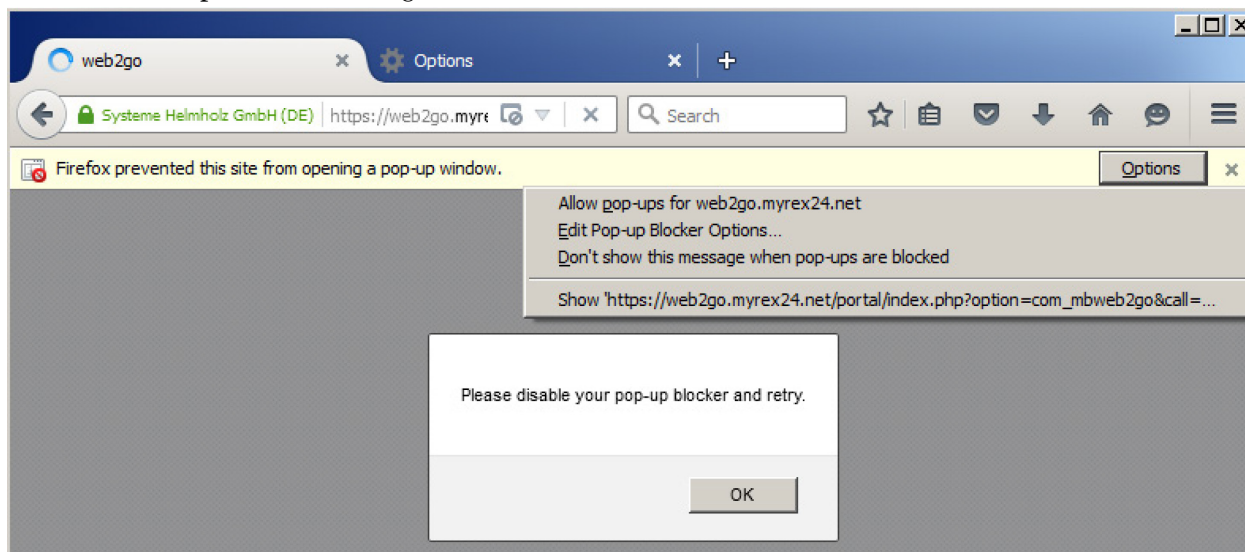 web2go
Options
Systeme Helmholz GmbH (DE)
https://web2go.myre
Search
Firefox prevented this site from opening a pop-up window.
Options
Allow pop-ups for web2go.myrex24.net
Edit Pop-up Blocker Options...
Don't show this message when pop-ups are blocked
Show 'https://web2go.myrex24.net/portal/index.php?option=com_mbweb2go&call=...
Please disable your pop-up blocker and retry.
OK